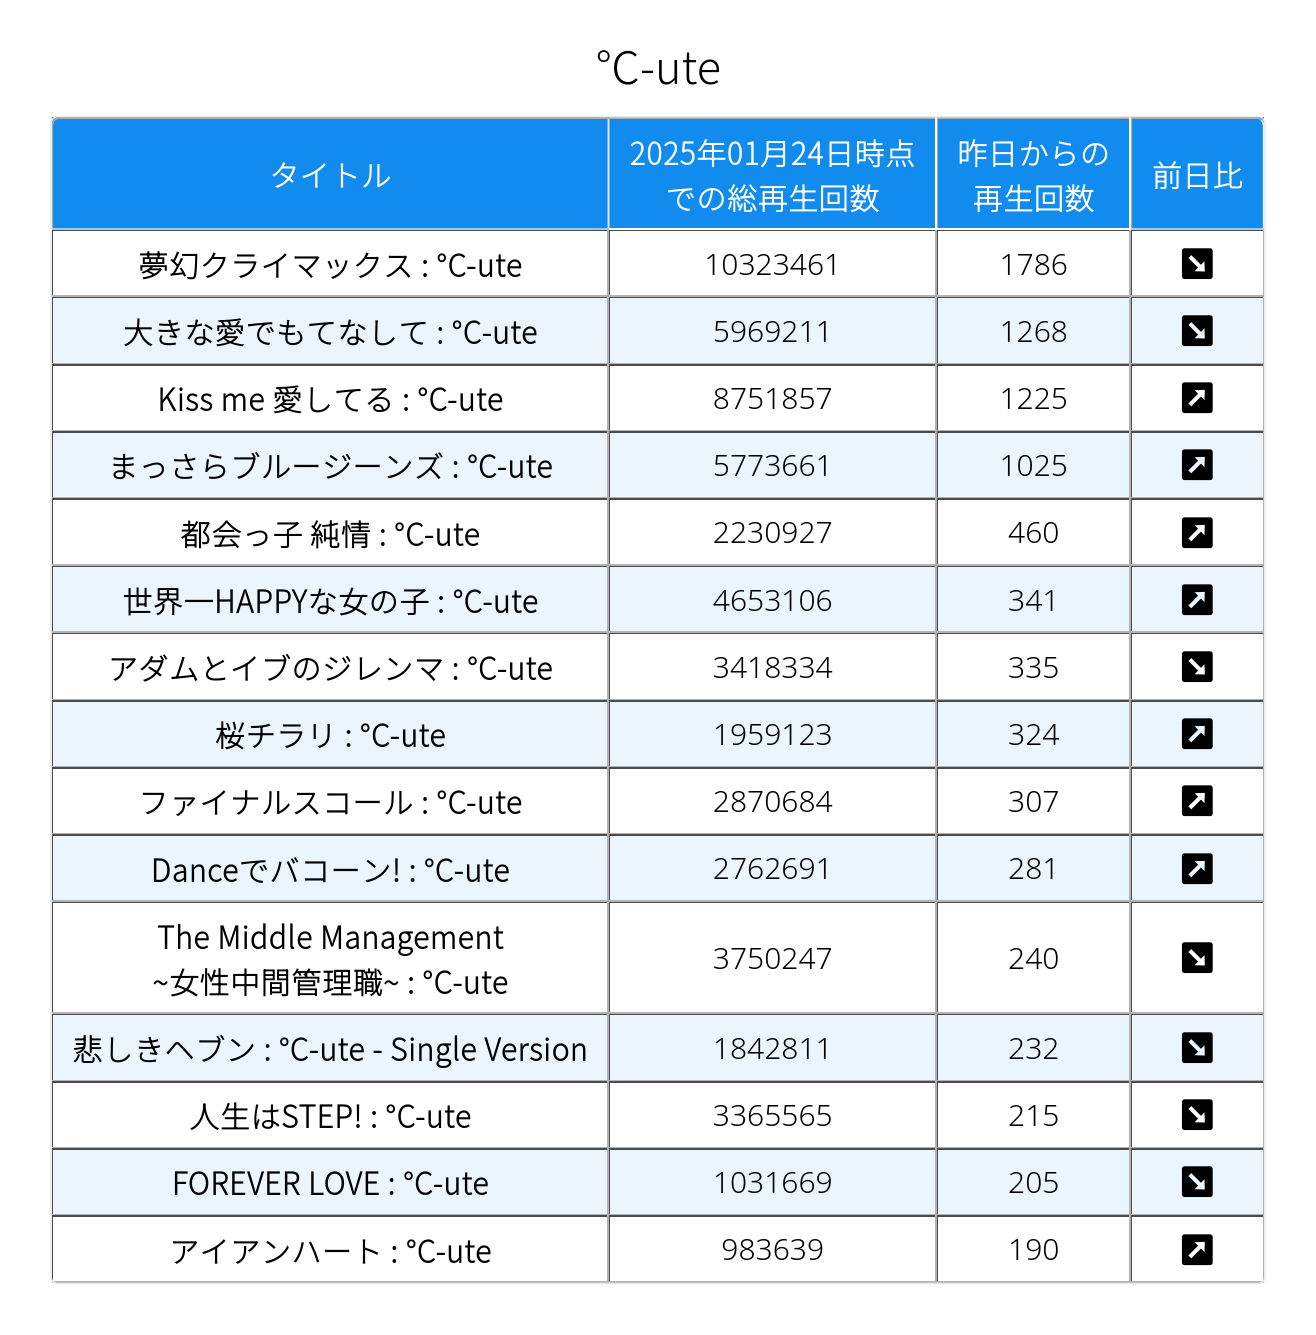 ℃-ute
タイトル
2025年01月24日時点
での総再生回数
昨日からの
再生回数
前日比
夢幻クライマックス : ℃-ute 10323461 1786 ↘
大きな愛でもてなして : ℃-ute 5969211 1268 ↘
Kiss me 愛してる : ℃-ute 8751857 1225 ↗
まっさらブルージーンズ : ℃-ute 5773661 1025 ↗
都会っ子 純情 : ℃-ute 2230927 460 ↗
世界一HAPPYな女の子 : ℃-ute 4653106 341 ↗
アダムとイブのジレンマ : ℃-ute 3418334 335 ↘
桜チラリ : ℃-ute 1959123 324 ↗
ファイナルスコール : ℃-ute 2870684 307 ↗
Danceでバコーン! : ℃-ute 2762691 281 ↗
The Middle Management
~女性中間管理職~ : ℃-ute 3750247 240 ↘
悲しきヘブン : ℃-ute - Single Version 1842811 232 ↘
人生はSTEP! : ℃-ute 3365565 215 ↘
FOREVER LOVE : ℃-ute 1031669 205 ↘
アイアンハート : ℃-ute 983639 190 ↗